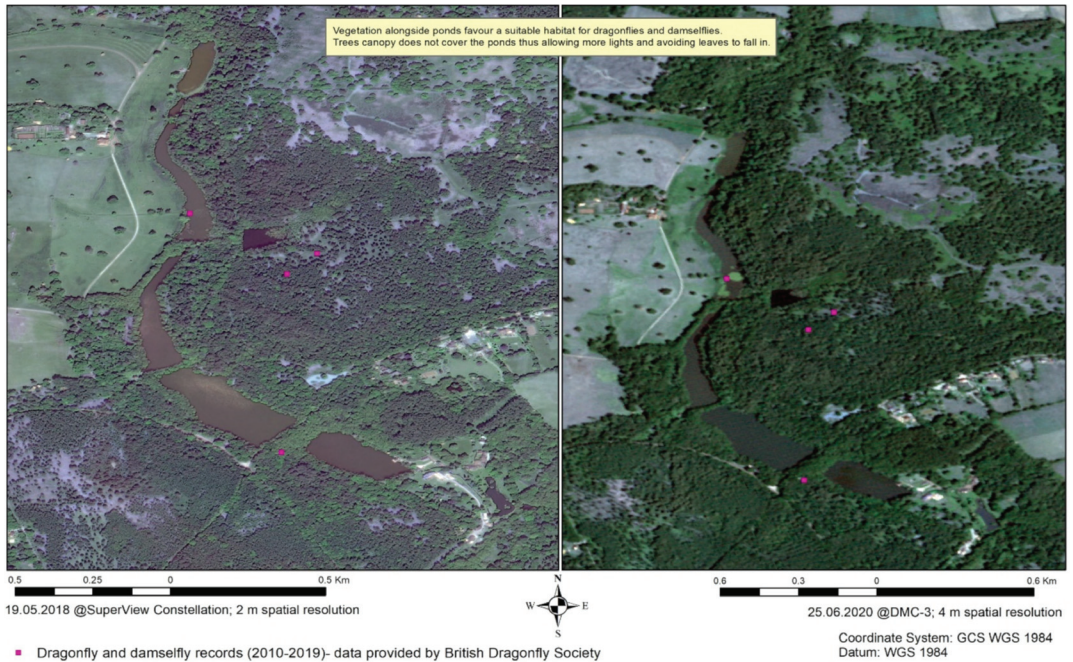 Vegetation alongside ponds favour a suitable habitat for dragonflies and damselflies.
Trees canopy does not cover the ponds thus allowing more lights and avoiding leaves to fall in.
0.5 0.25 0 0.5 Km
19.05.2018 @SuperView Constellation; 2 m spatial resolution
N
W E
S
0.6 0.3 0 0.6 Km
25.06.2020 @DMC-3; 4 m spatial resolution
Coordinate System: GCS WGS 1984
Datum: WGS 1984
Dragonfly and damselfly records (2010-2019)- data provided by British Dragonfly Society